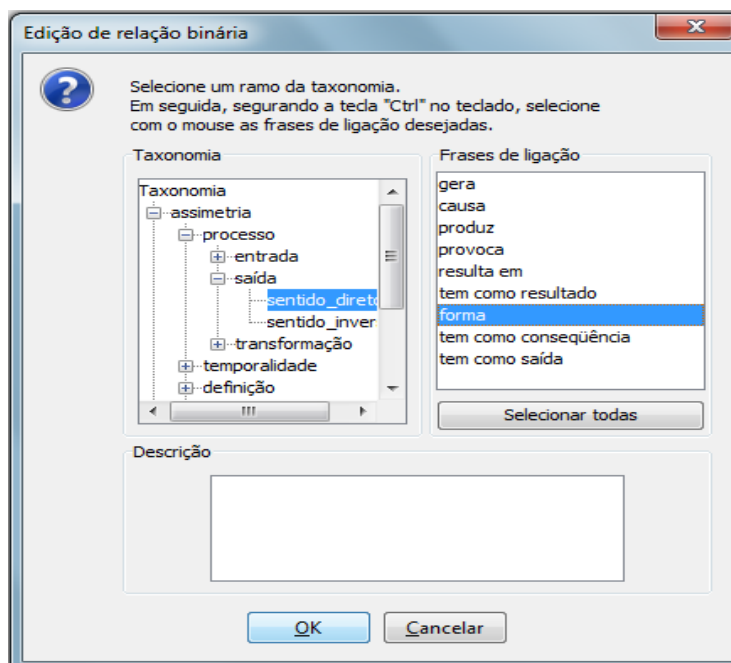 Edição de relação binária
Selecione um ramo da taxonomia.
Em seguida, segurando a tecla "Ctrl" no teclado, selecione
com o mouse as frases de ligação desejadas.
Taxonomia
Taxonomia
assimetria
processo
entrada
saída
sentido_direto
sentido_inver
transformação
temporalidade
definição
Frases de ligação
gera
causa
produz
provoca
resulta em
tem como resultado
forma
tem como conseqüência
tem como saída
Selecionar todas
Descrição
OK
Cancelar